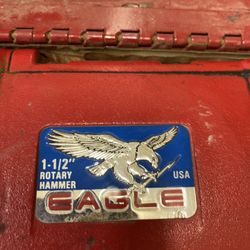 1-1/2"
ROTARY
HAMMER
USA
EAGLE